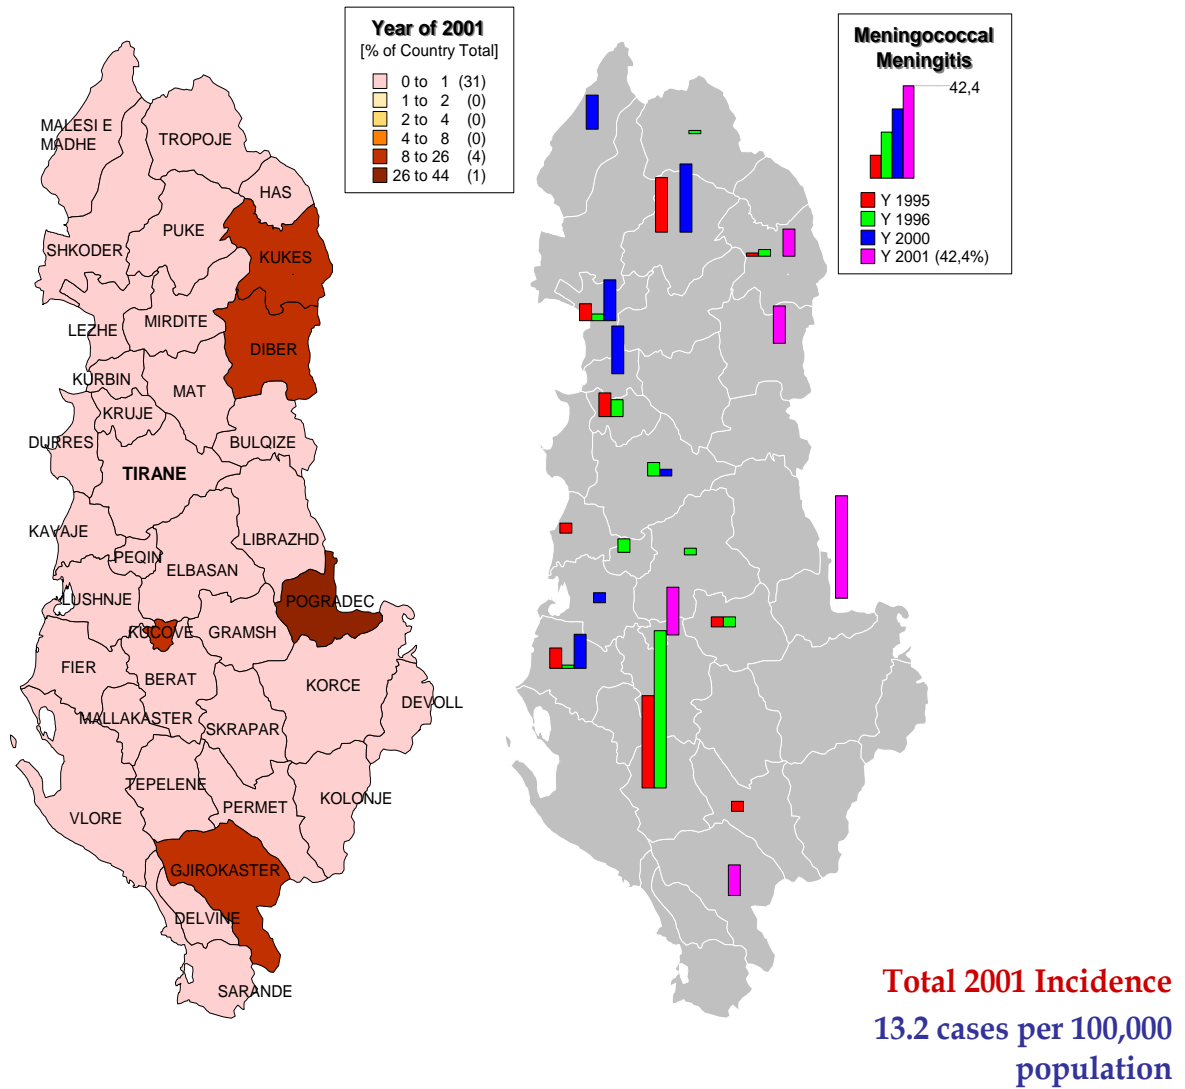 Year of 2001
[% of Country Total]
0 to 1 (31)
1 to 2 (0)
2 to 4 (0)
4 to 8 (0)
8 to 26 (4)
26 to 44 (1)
MALESI E
MADHE
TROPOJE
HAS
PUKE
SHKODER
KUKES
LEZHE
MIRDITE
DIBER
KURBIN
MAT
KRUJE
DURRES
BULQIZE
TIRANE
KAVAJE
LIBRAZHD
PEQIN
ELBASAN
LUSHNJE
POGRADEC
KUCOVE
GRAMSH
FIER
BERAT
KORCE
DEVOLL
MALLAKASTER
SKRAPAR
TEPELENE
KOLONJE
PERMET
VLORE
GJIROKASTER
DELVINE
SARANDE
Meningococcal
Meningitis
42,4
Y 1995
Y 1996
Y 2000
Y 2001 (42,4%)
Total 2001 Incidence
13.2 cases per 100,000
population